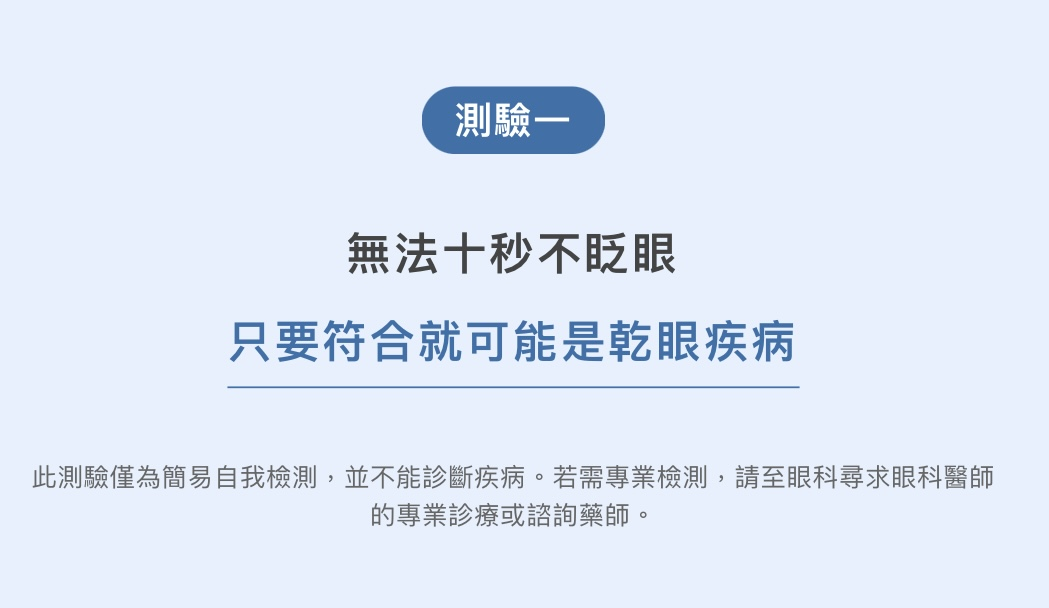 測驗一
無法十秒不眨眼
只要符合就可能是乾眼疾病
此測驗僅為簡易自我檢測，並不能診斷疾病。若需專業檢測，請至眼科尋求眼科醫師
的專業診療或諮詢藥師。